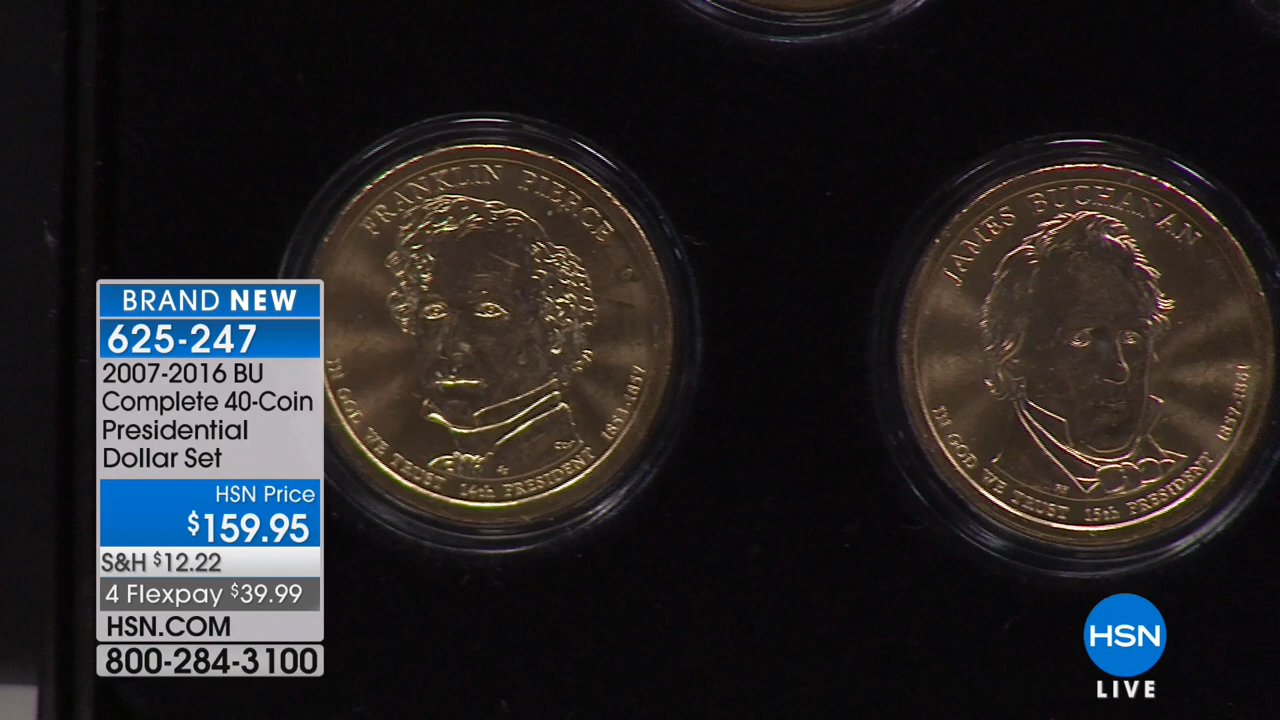 FRANKLIN PIERCE
IN GOD WE TRUST 14th PRESIDENT 1853-1857
JAMES BUCHANAN
IN GOD WE TRUST 15th PRESIDENT 1857-1861
BRAND NEW
625-247
2007-2016 BU
Complete 40-Coin
Presidential
Dollar Set
HSN Price
$159.95
S&H $12.22
4 Flexpay $39.99
HSN.COM
800-284-3100
HSN
LIVE